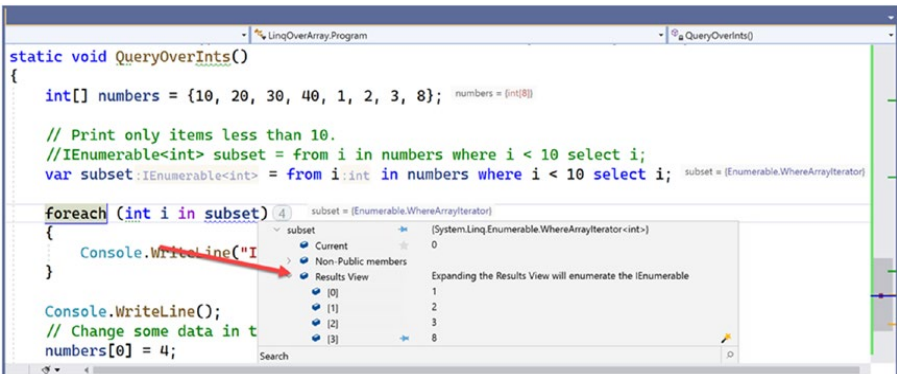 LinqOverArray.Program QueryOverInts()
static void QueryOverInts()
{
int[] numbers = {10, 20, 30, 40, 1, 2, 3, 8}; numbers = {int[8]}
// Print only items less than 10.
//IEnumerable<int> subset = from i in numbers where i < 10 select i;
var subset:IEnumerable<int> = from i:int in numbers where i < 10 select i; subset = {Enumerable.WhereArrayIterator}
foreach (int i in subset) 4 subset = {Enumerable.WhereArrayIterator}
{ subset {System.Linq.Enumerable.WhereArrayIterator<int>}
Console.WriteLine("I Current 0
Non-Public members
} Results View Expanding the Results View will enumerate the IEnumerable
[0] 1
Console.WriteLine(); [1] 2
// Change some data in t [2] 3
numbers[0] = 4; [3] 8
Search